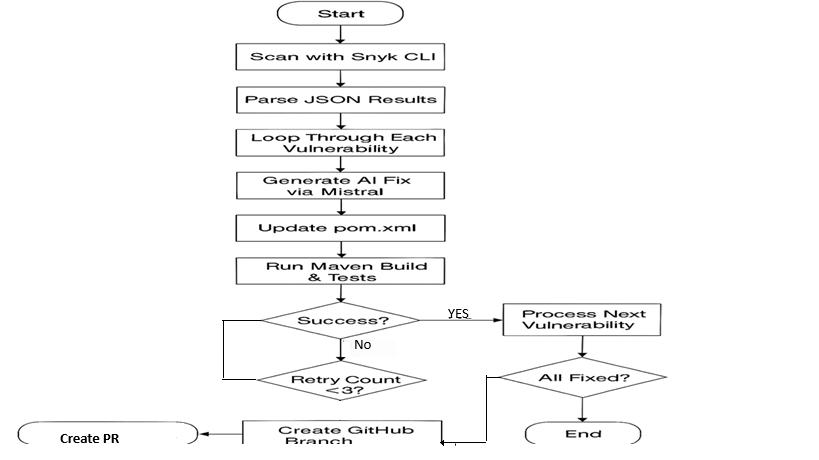 Start
Scan with Snyk CLI
Parse JSON Results
Loop Through Each
Vulnerability
Generate AI Fix
via Mistral
Update pom.xml
Run Maven Build
& Tests
Success?
YES
Process Next
Vulnerability
No
Retry Count
<3?
All Fixed?
Create GitHub
Branch
Create PR
End